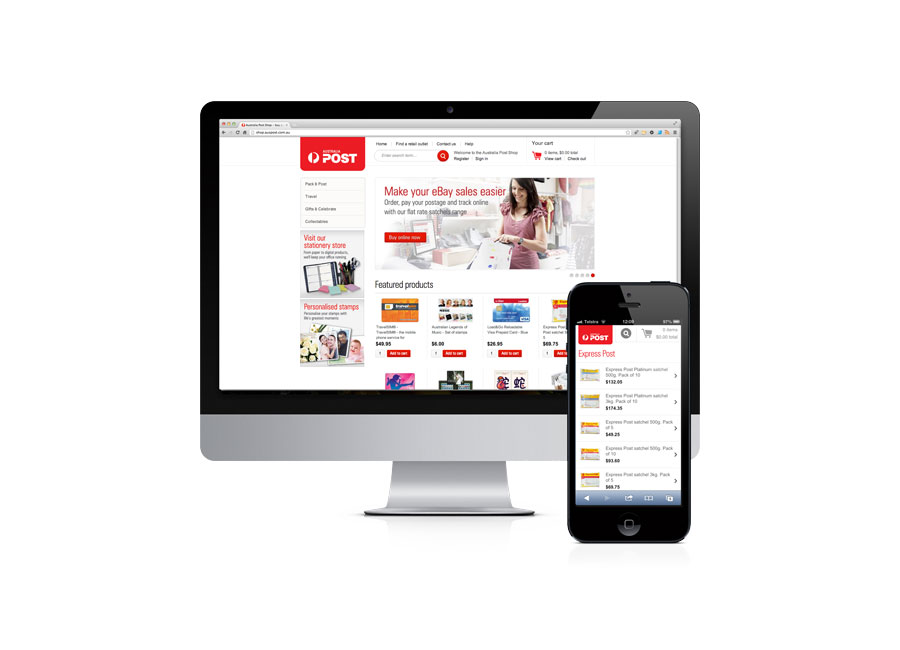 Australia Post Shop - Buy
shop.auspost.com.au
AUSTRALIA
POST
Home Find a retail outlet Contact us Help
Enter search term...
Welcome to the Australia Post Shop
Register Sign in
Your cart
0 items, $0.00 total
View cart Check out
Pack & Post
Travel
Gifts & Celebrate
Collectables
Make your eBay sales easier
Order, pay your postage and track online
with our flat rate satchels range
Buy online now
Visit our
stationery store
From paper to digital products,
we'll keep your office running
Personalised stamps
Personalise your stamps with
life's greatest moments
Featured products
TravelSIM® -
TravelSIM® - the mobile
phone service for
$49.95
1 Add to cart
Australian Legends of
Music - Set of stamps
$6.00
1 Add to cart
Load&Go Reloadable
Visa Prepaid Card - Blue
$26.95
1 Add to cart
Express
Post satchel
$69.75
1 Add to
Telstra 13:09 97%
POST
0 items
$0.00 total
Express Post
Express Post Platinum satchel
500g. Pack of 10
$132.05
Express Post Platinum satchel
3kg. Pack of 10
$174.35
Express Post satchel 500g. Pack
of 5
$49.25
Express Post satchel 500g. Pack
of 10
$93.60
Express Post satchel 3kg. Pack
of 5
$69.75